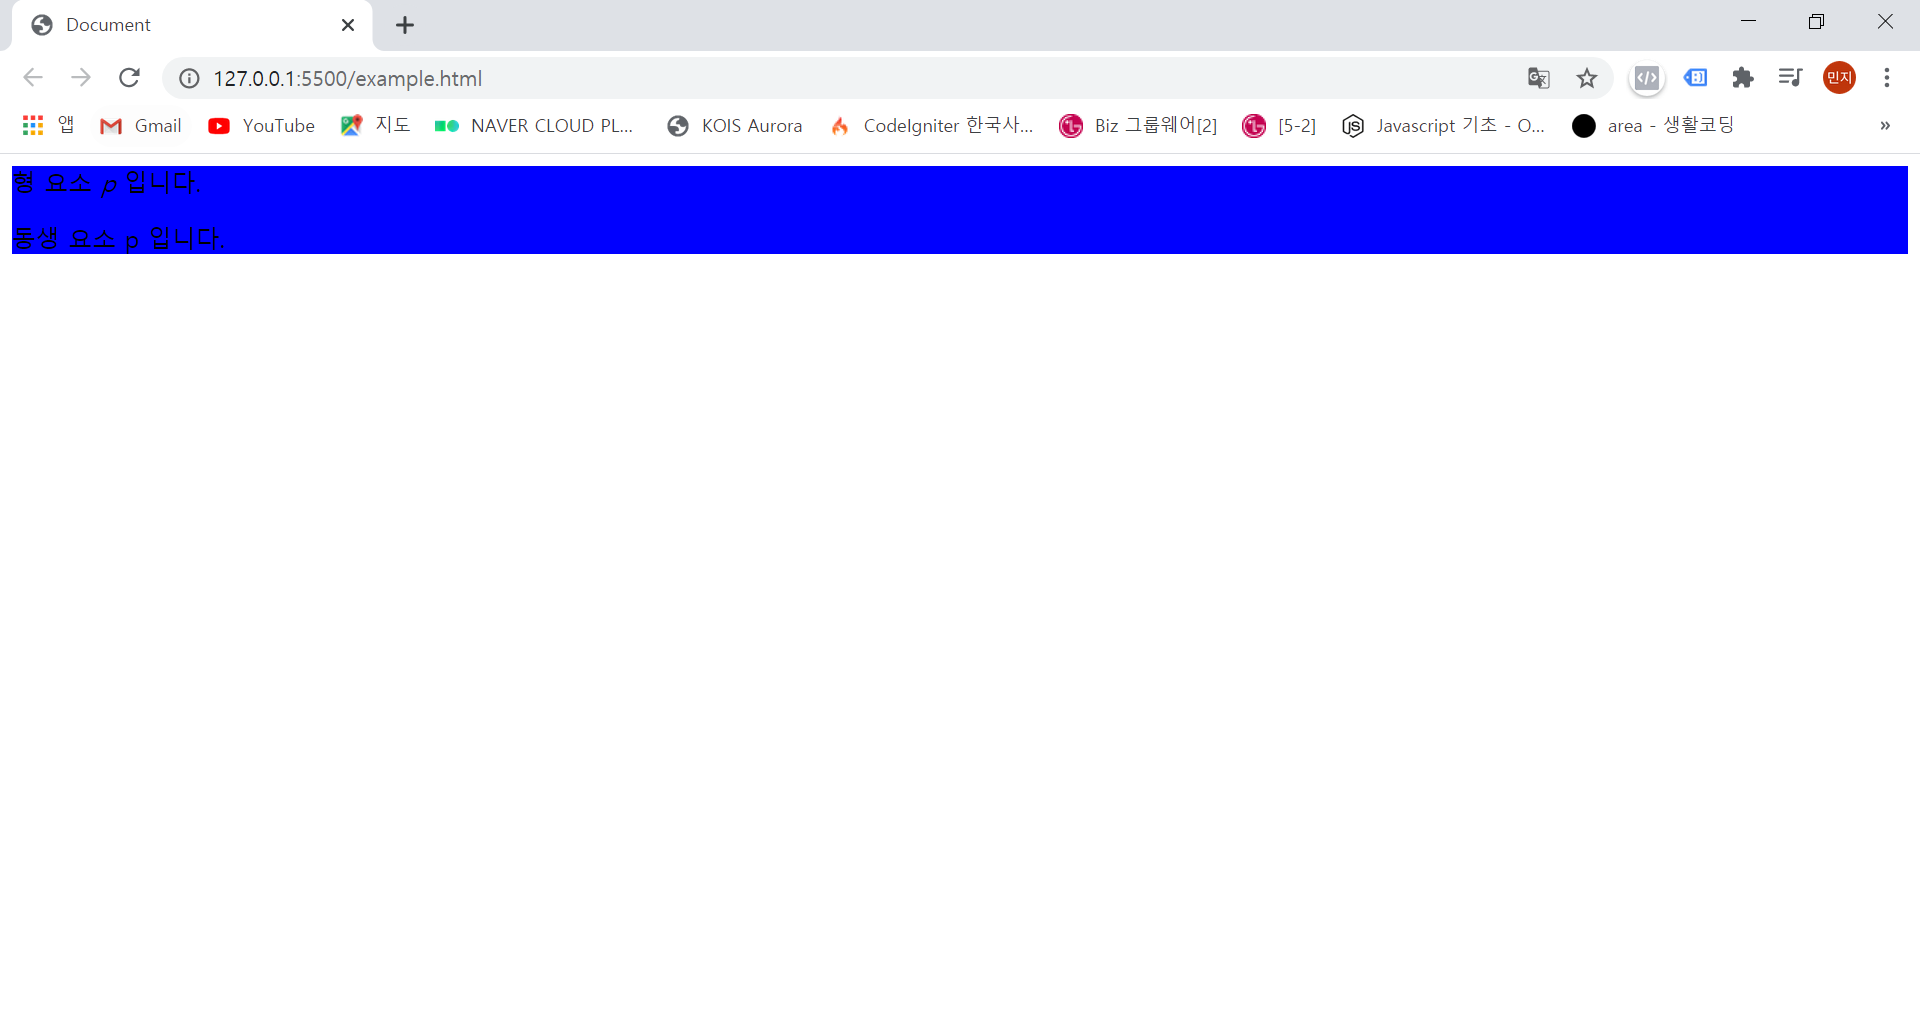 Document
127.0.0.1:5500/example.html
민지
앱 Gmail YouTube 지도 NAVER CLOUD PL... KOIS Aurora CodeIgniter 한국사... Biz 그룹웨어[2] [5-2] Javascript 기초 - O... area - 생활코딩 »
형 요소 p 입니다.
동생 요소 p 입니다.